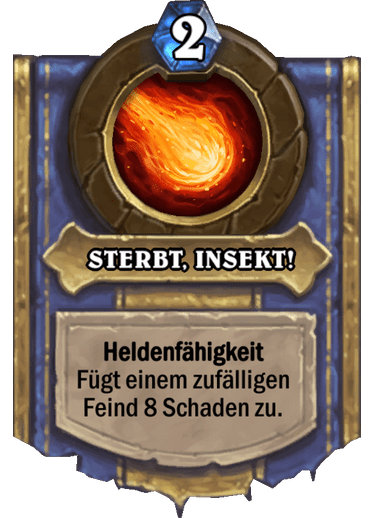 2
STERBT, INSEKT!
Heldenfähigkeit
Fügt einem zufälligen
Feind 8 Schaden zu.